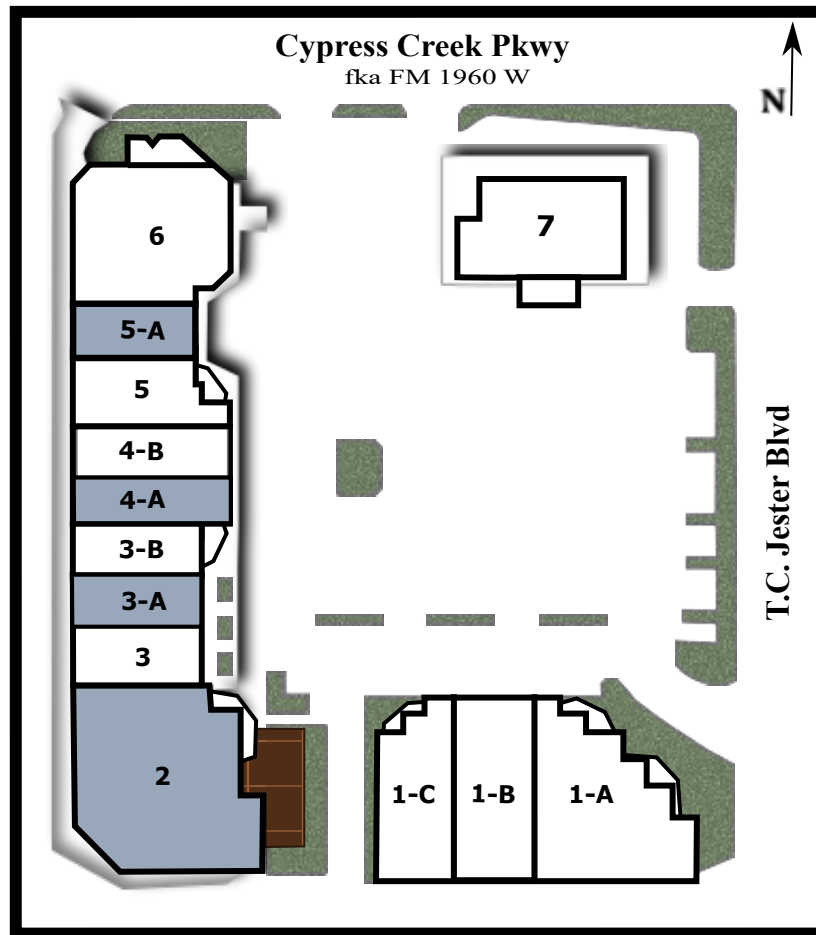 Cypress Creek Pkwy
fka FM 1960 W
N
6
7
5-A
5
4-B
4-A
3-B
3-A
3
2
1-C
1-B
1-A
T.C. Jester Blvd